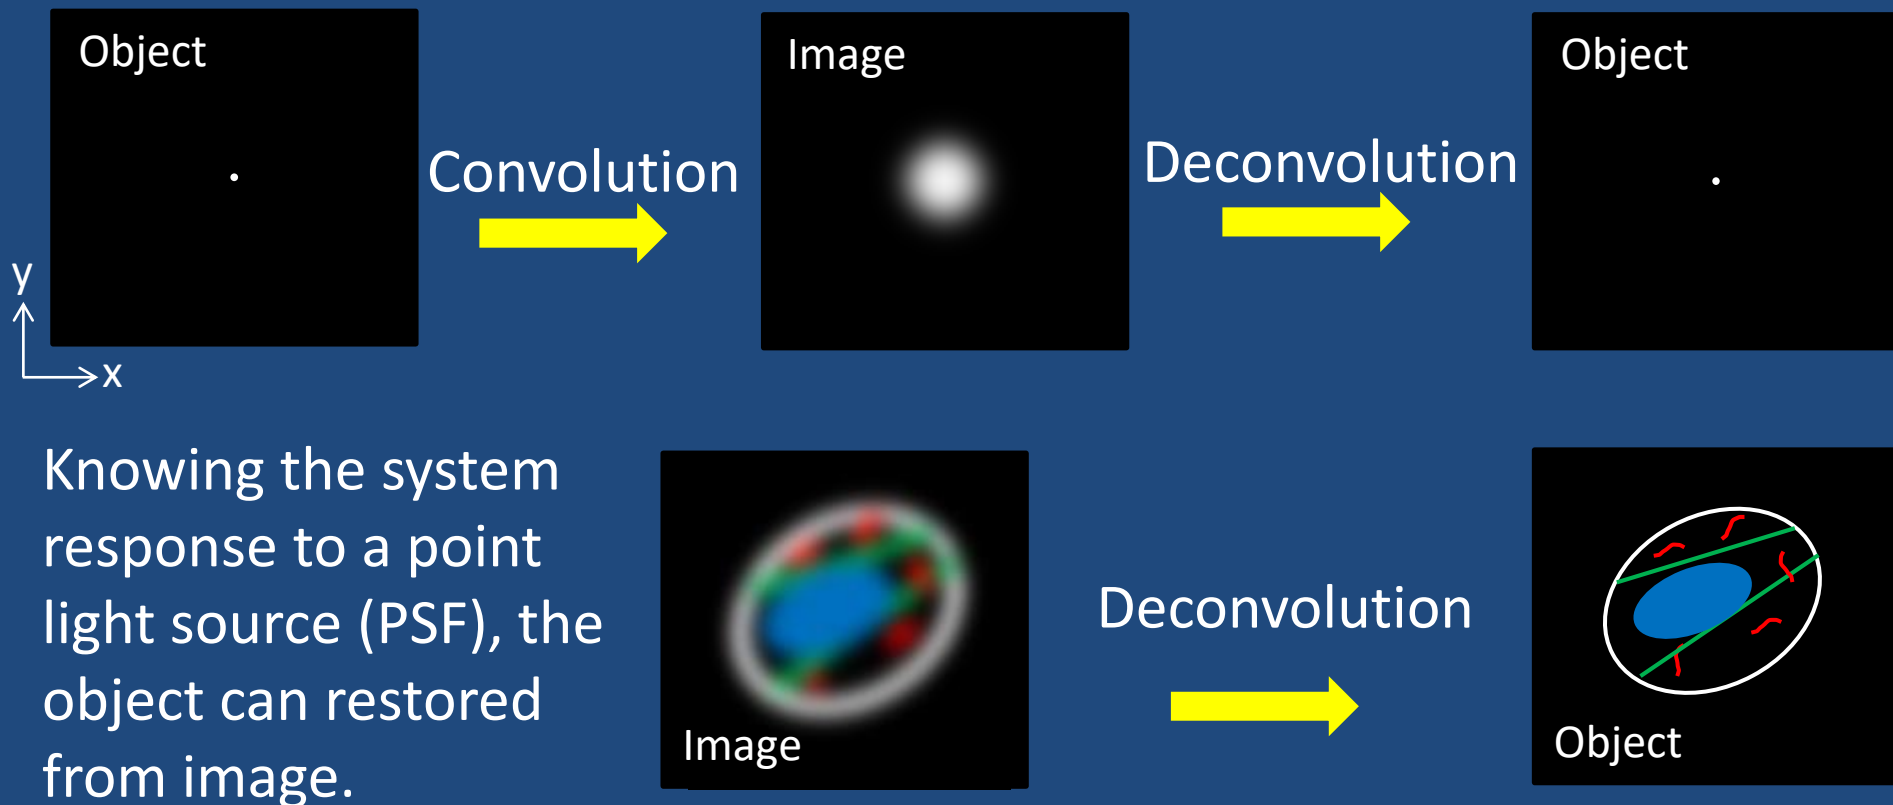 Object
Convolution
Image
Deconvolution
Object
y
x
Knowing the system
response to a point
light source (PSF), the
object can restored
from image.
Image
Deconvolution
Object